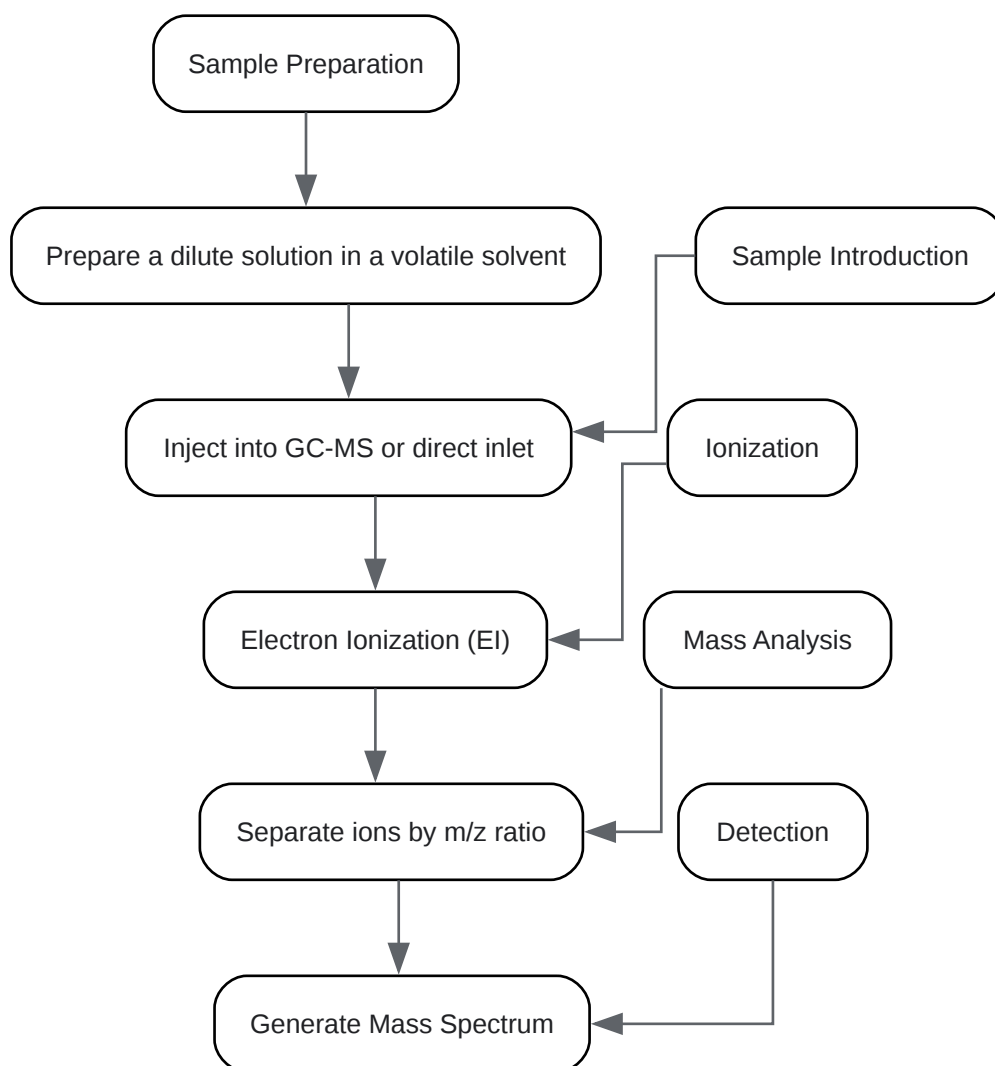 Sample Preparation
Prepare a dilute solution in a volatile solvent
Sample Introduction
Inject into GC-MS or direct inlet
Ionization
Electron Ionization (EI)
Mass Analysis
Separate ions by m/z ratio
Detection
Generate Mass Spectrum